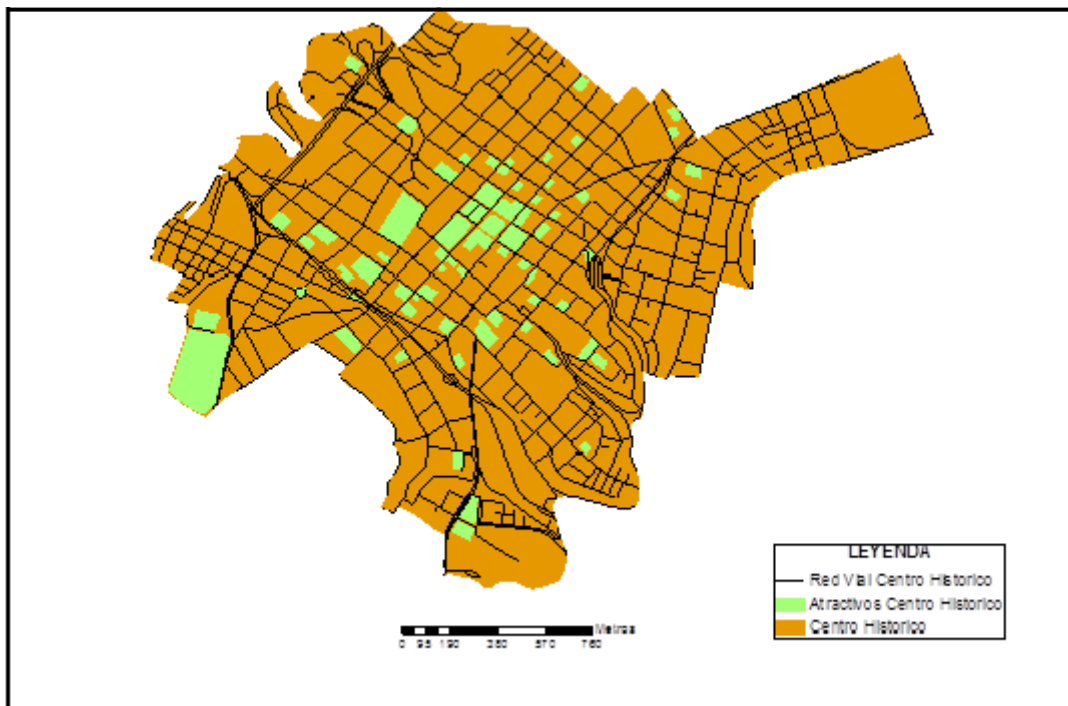 LEYENDA
Red Vial Centro Historico
Atractivos Centro Historico
Centro Historico
Metros
0 95 190 380 570 760